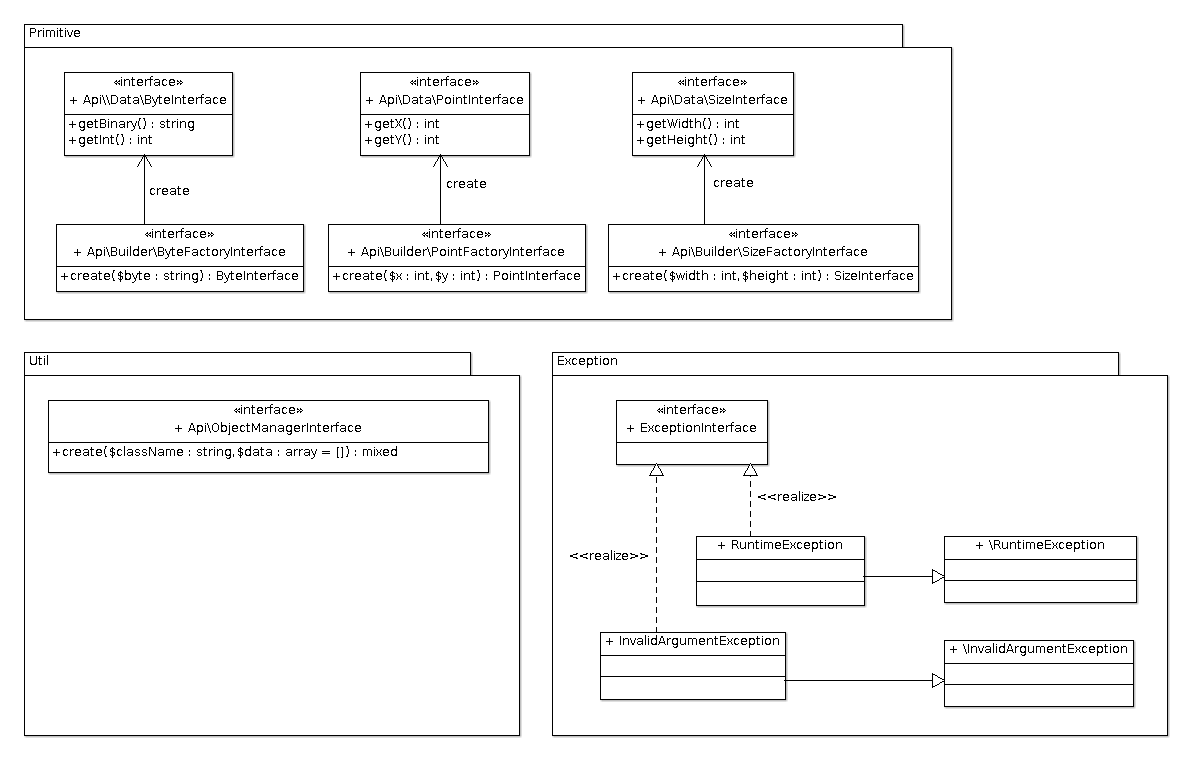 Primitive
«interface»
+ Api\\Data\ByteInterface
+getBinary() : string
+getInt() : int
«interface»
+ Api\Data\PointInterface
+getX() : int
+getY() : int
«interface»
+ Api\Data\SizeInterface
+getWidth() : int
+getHeight() : int
create
create
create
«interface»
+ Api\Builder\ByteFactoryInterface
+create($byte : string) : ByteInterface
«interface»
+ Api\Builder\PointFactoryInterface
+create($x : int,$y : int) : PointInterface
«interface»
+ Api\Builder\SizeFactoryInterface
+create($width : int,$height : int) : SizeInterface
Util
«interface»
+ Api\ObjectManagerInterface
+create($className : string,$data : array = []) : mixed
Exception
«interface»
+ ExceptionInterface
<<realize>>
<<realize>>
+ RuntimeException
+ \RuntimeException
+ InvalidArgumentException
+ \InvalidArgumentException